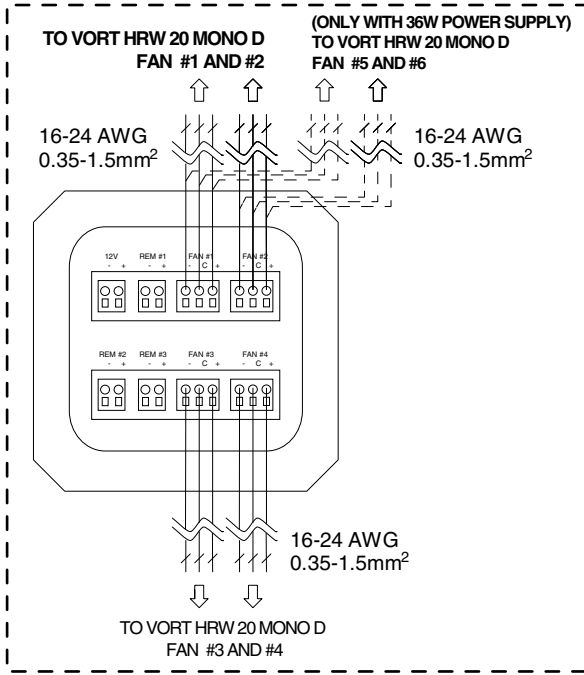 TO VORT HRW 20 MONO D
FAN #1 AND #2
(ONLY WITH 36W POWER SUPPLY)
TO VORT HRW 20 MONO D
FAN #5 AND #6
16-24 AWG
0.35-1.5mm²
16-24 AWG
0.35-1.5mm²
12V REM #1 FAN #1 FAN #2
- + - + - C + - C +
REM #2 REM #3 FAN #3 FAN #4
- + - + - C + - C +
16-24 AWG
0.35-1.5mm²
TO VORT HRW 20 MONO D
FAN #3 AND #4